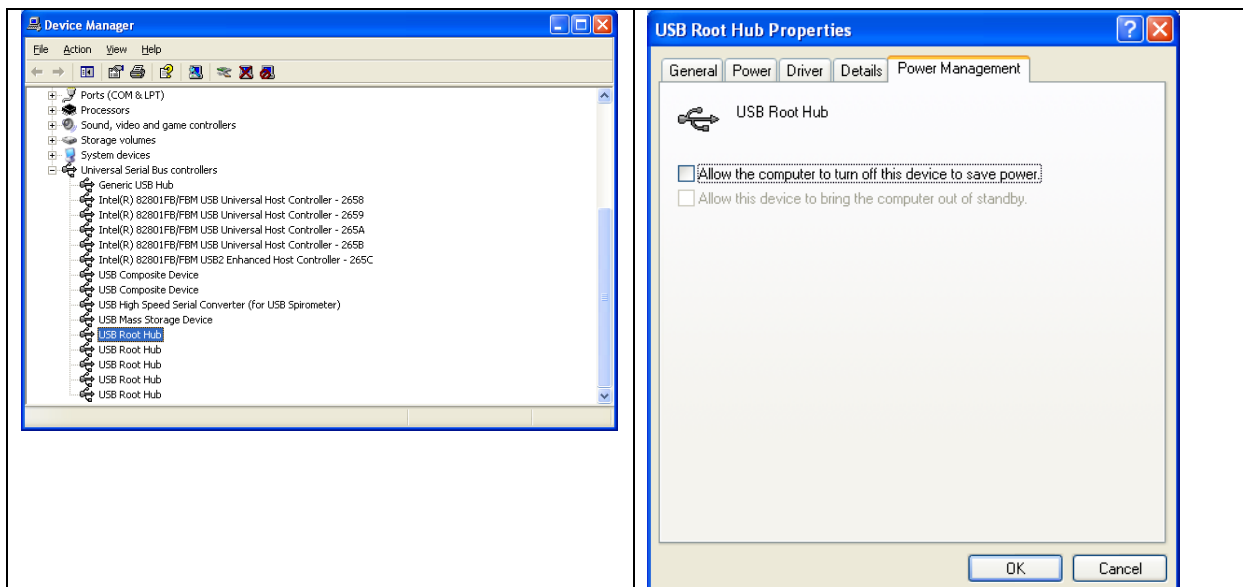 Device Manager
File Action View Help
Ports (COM & LPT)
Processors
Sound, video and game controllers
Storage volumes
System devices
Universal Serial Bus controllers
Generic USB Hub
Intel(R) 82801FB/FBM USB Universal Host Controller - 2658
Intel(R) 82801FB/FBM USB Universal Host Controller - 2659
Intel(R) 82801FB/FBM USB Universal Host Controller - 265A
Intel(R) 82801FB/FBM USB Universal Host Controller - 265B
Intel(R) 82801FB/FBM USB2 Enhanced Host Controller - 265C
USB Composite Device
USB Composite Device
USB High Speed Serial Converter (for USB Spirometer)
USB Mass Storage Device
USB Root Hub
USB Root Hub
USB Root Hub
USB Root Hub
USB Root Hub
USB Root Hub Properties
General Power Driver Details Power Management
USB Root Hub
Allow the computer to turn off this device to save power.
Allow this device to bring the computer out of standby.
OK Cancel